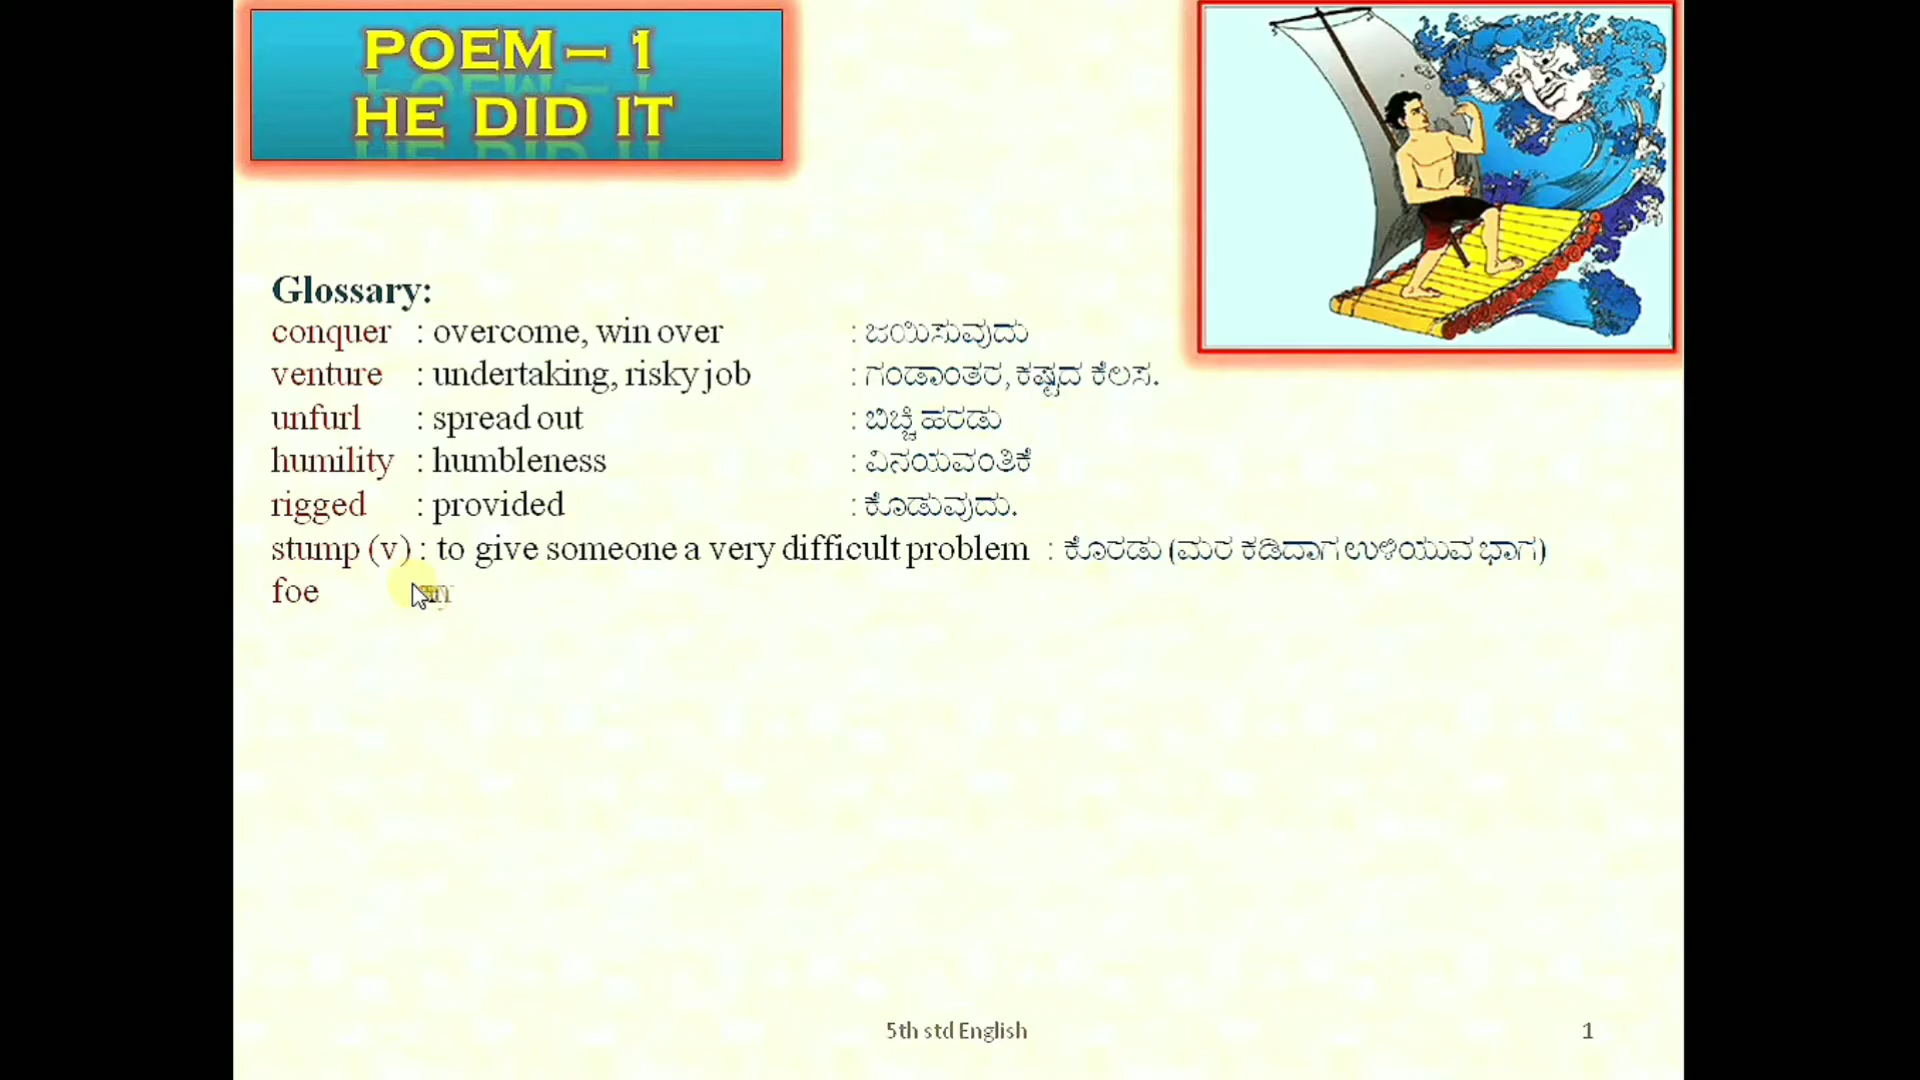 POEM – 1
HE DID IT
Glossary:
conquer : overcome, win over : ಜಯಿಸುವುದು
venture : undertaking, risky job : ಗಂಡಾಂತರ, ಕಷ್ಟದ ಕೆಲಸ.
unfurl : spread out : ಬಿಚ್ಚಿ ಹರಡು
humility : humbleness : ವಿನಯವಂತಿಕೆ
rigged : provided : ಕೊಡುವುದು.
stump (v) : to give someone a very difficult problem : ಕೊರಡು (ಮರ ಕಡಿದಾಗ ಉಳಿಯುವ ಭಾಗ)
foe
5th std English 1